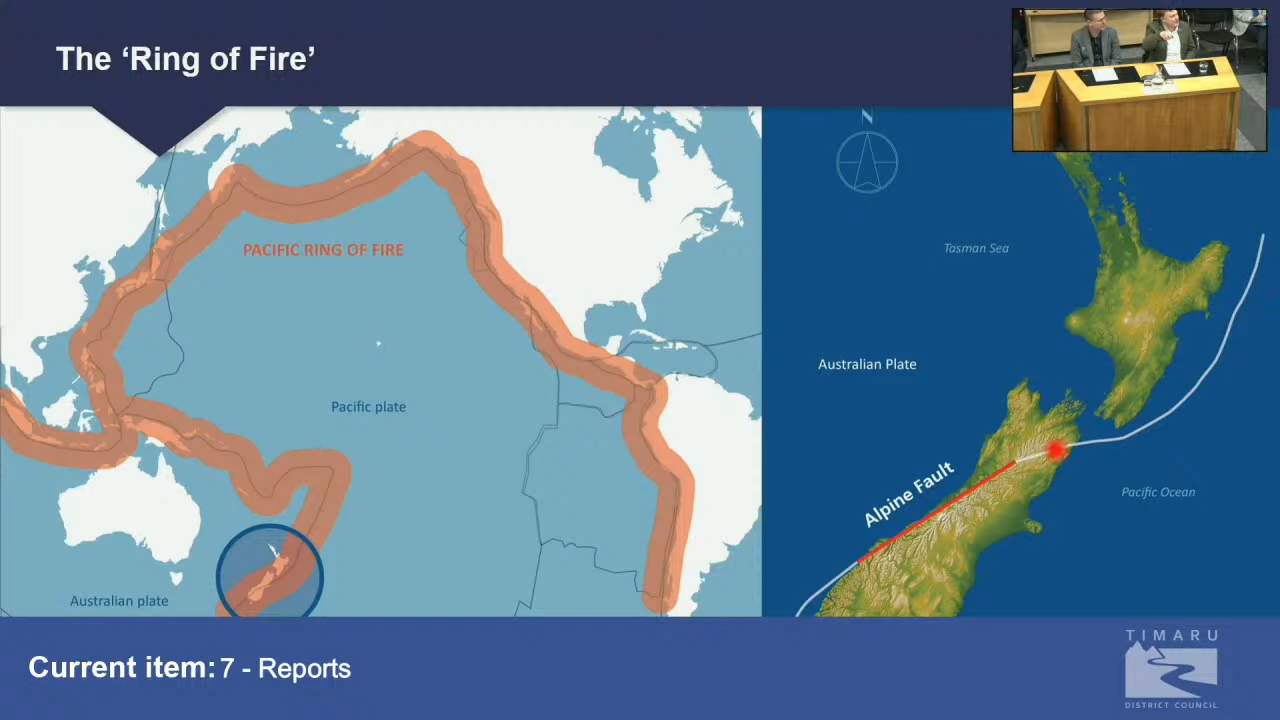 The ‘Ring of Fire’
PACIFIC RING OF FIRE
Pacific plate
Australian plate
N
Tasman Sea
Australian Plate
Alpine Fault
Pacific Ocean
Current item: 7 - Reports
TIMARU
DISTRICT COUNCIL